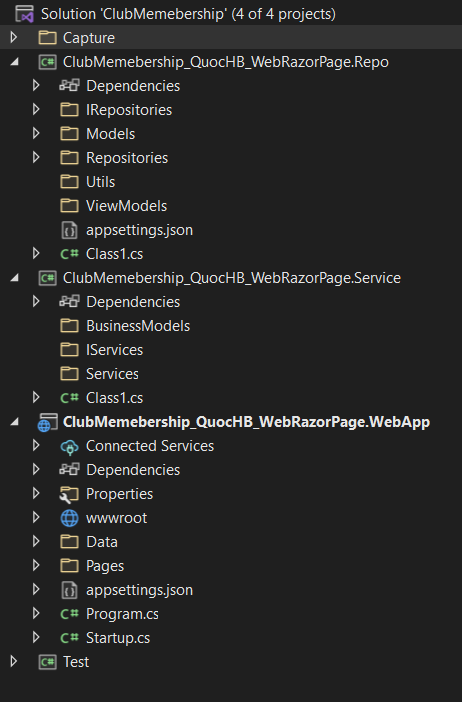 Solution 'ClubMemebership' (4 of 4 projects)
Capture
C# ClubMemebership_QuocHB_WebRazorPage.Repo
Dependencies
IRepositories
Models
Repositories
Utils
ViewModels
appsettings.json
C# Class1.cs
C# ClubMemebership_QuocHB_WebRazorPage.Service
Dependencies
BusinessModels
IServices
Services
C# Class1.cs
ClubMemebership_QuocHB_WebRazorPage.WebApp
Connected Services
Dependencies
Properties
wwwroot
Data
Pages
appsettings.json
C# Program.cs
C# Startup.cs
C# Test